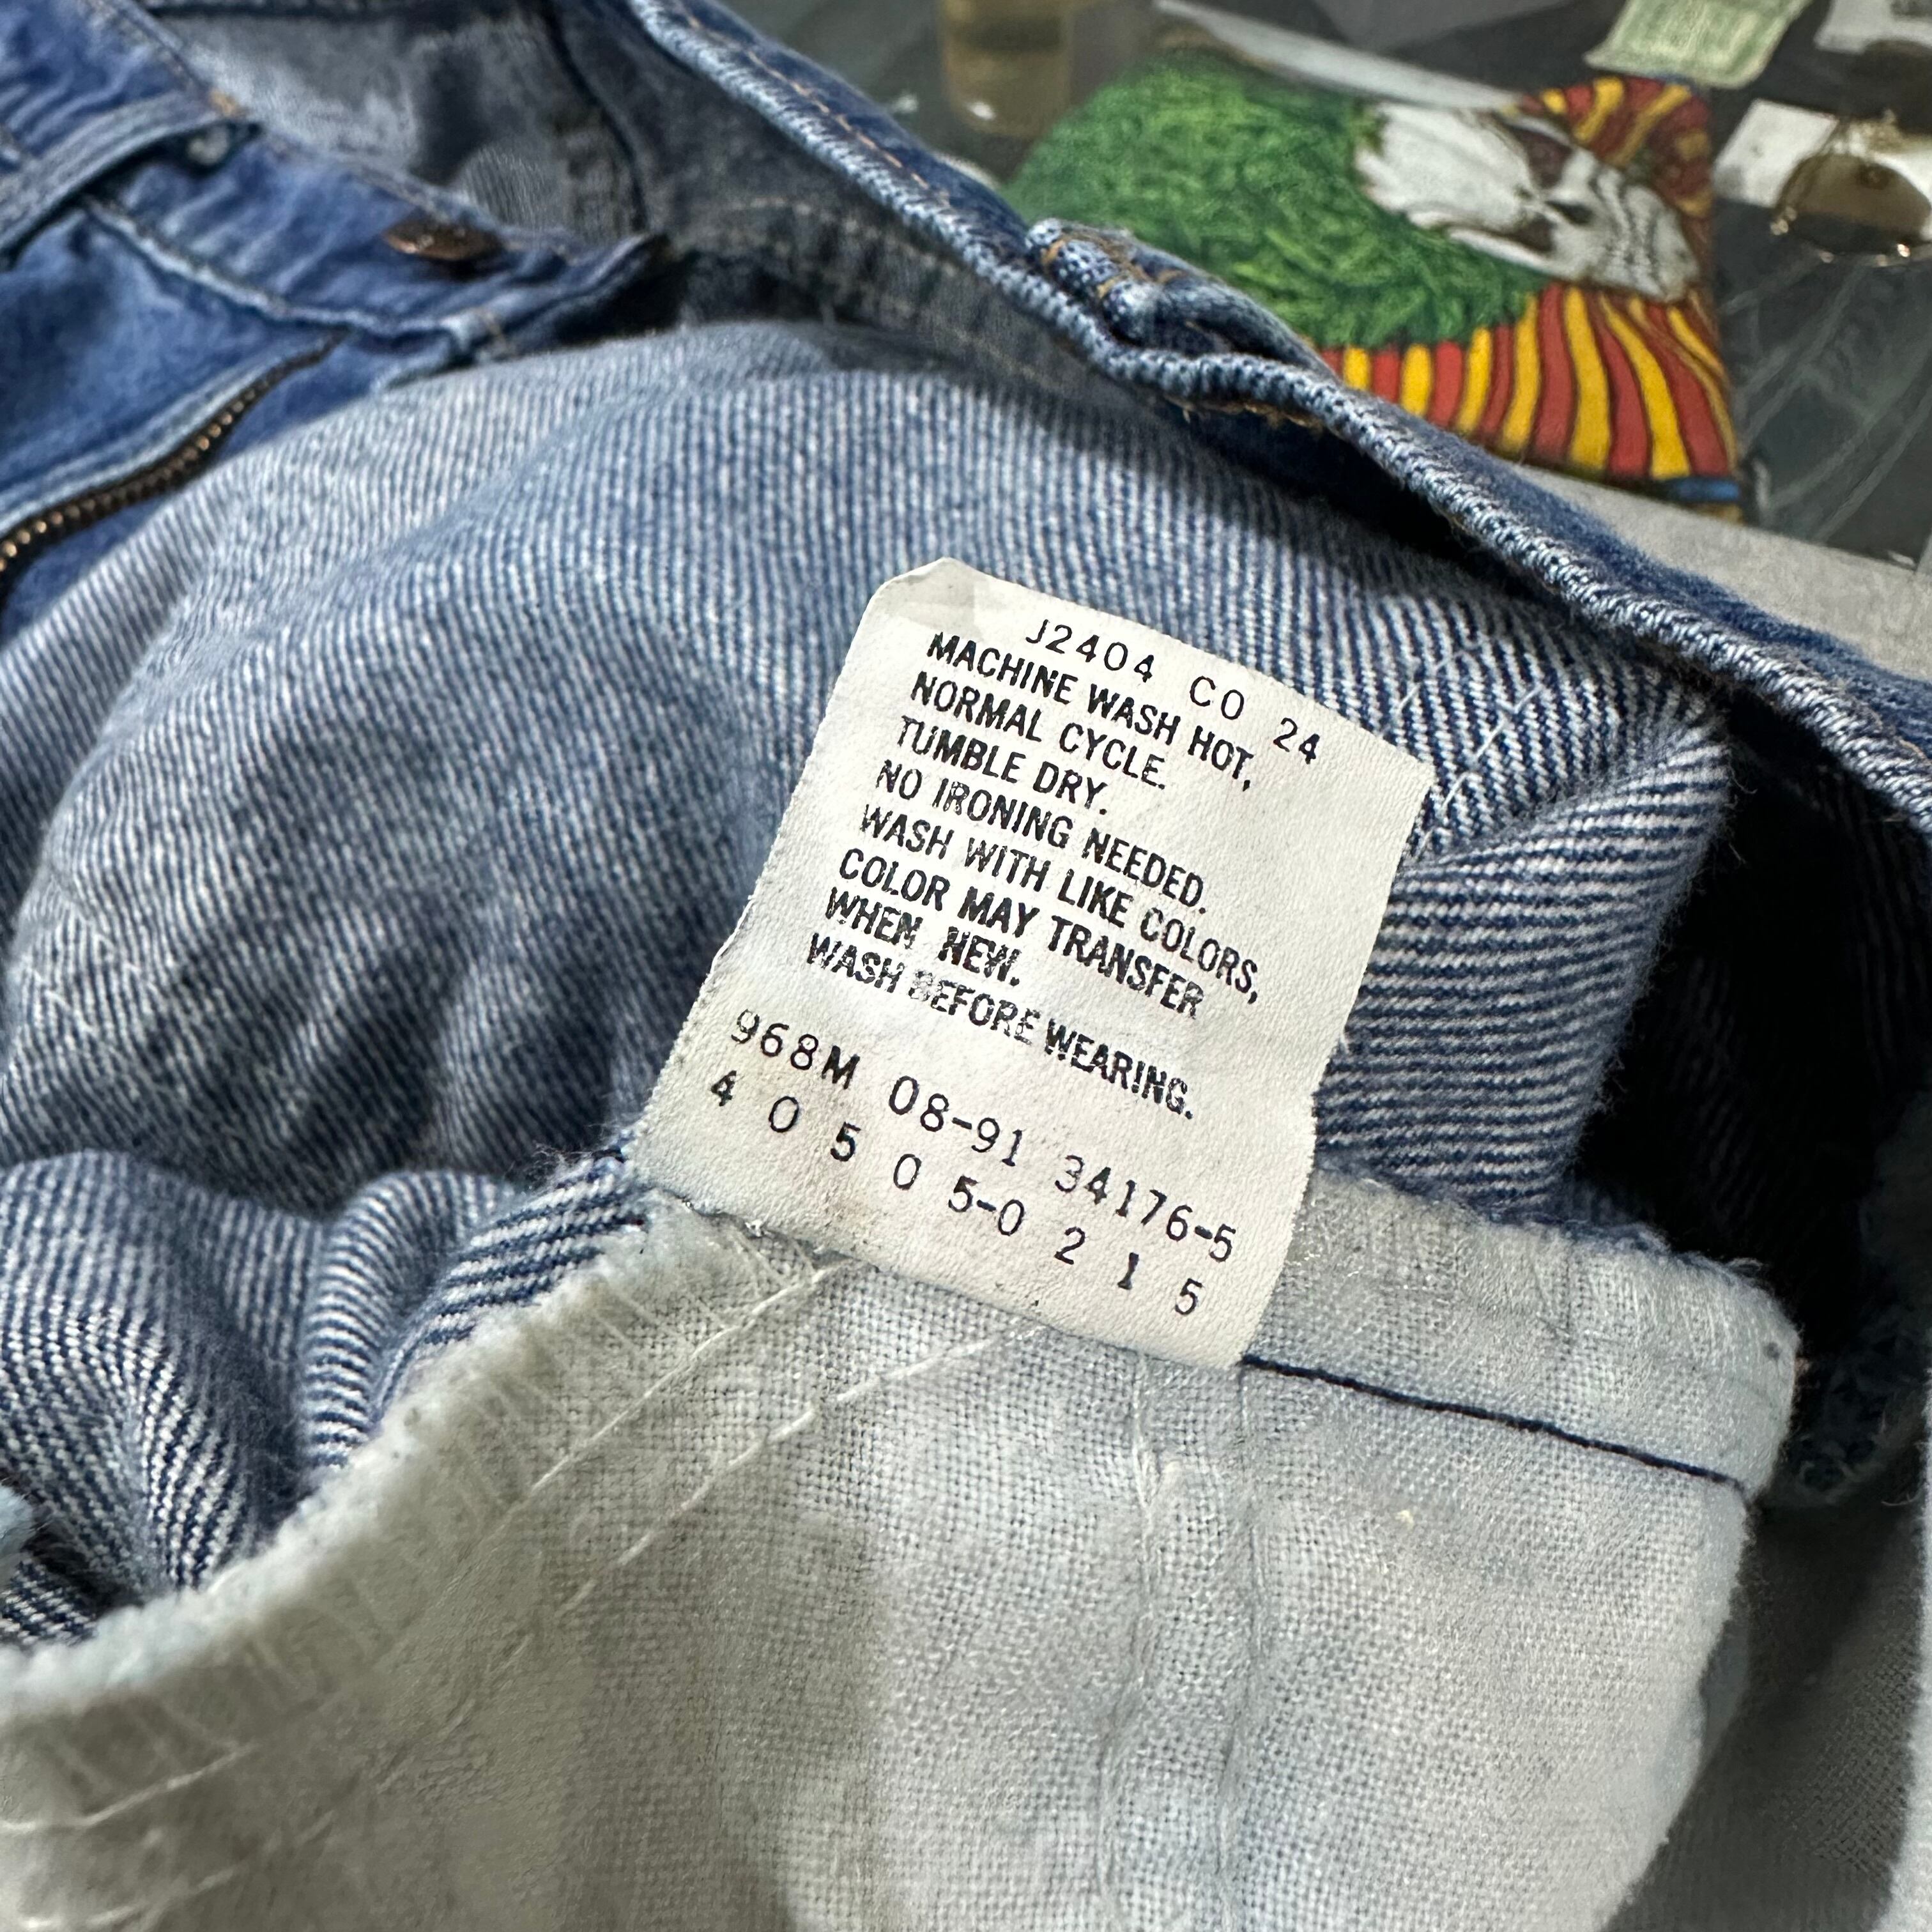 J2404 CO 24
MACHINE WASH HOT,
NORMAL CYCLE.
TUMBLE DRY.
NO IRONING NEEDED.
WASH WITH LIKE COLORS,
COLOR MAY TRANSFER
WHEN NEW.
WASH BEFORE WEARING.
968M 08-91 34176-5
4 0 5 0 5-0 2 1 5